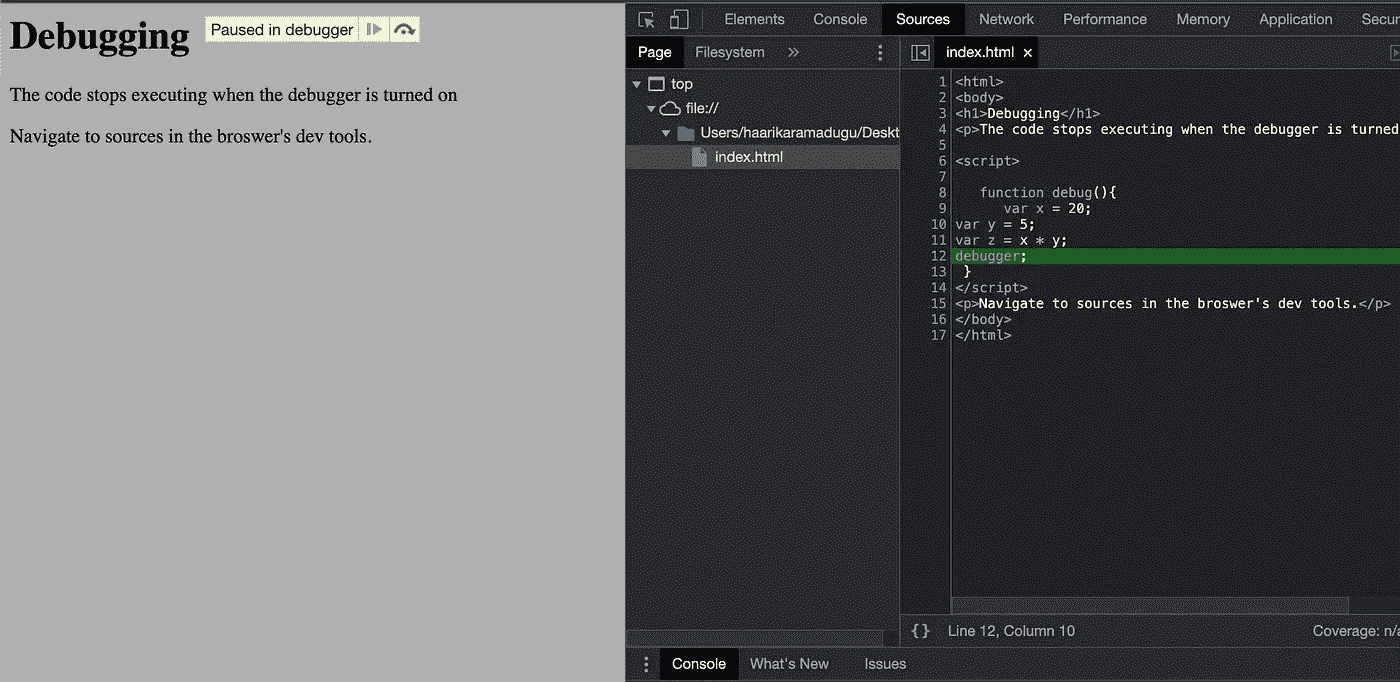 Debugging
Paused in debugger
The code stops executing when the debugger is turned on
Navigate to sources in the broswer's dev tools.
Elements Console Sources Network Performance Memory Application Secur
Page Filesystem »
index.html ×
top
file://
Users/haarikaramadugu/Deskt
index.html
1 <html>
2 <body>
3 <h1>Debugging</h1>
4 <p>The code stops executing when the debugger is turned
5
6 <script>
7
8 function debug(){
9 var x = 20;
10 var y = 5;
11 var z = x * y;
12 debugger;
13 }
14 </script>
15 <p>Navigate to sources in the broswer's dev tools.</p>
16 </body>
17 </html>
{} Line 12, Column 10 Coverage: n/a
Console What's New Issues